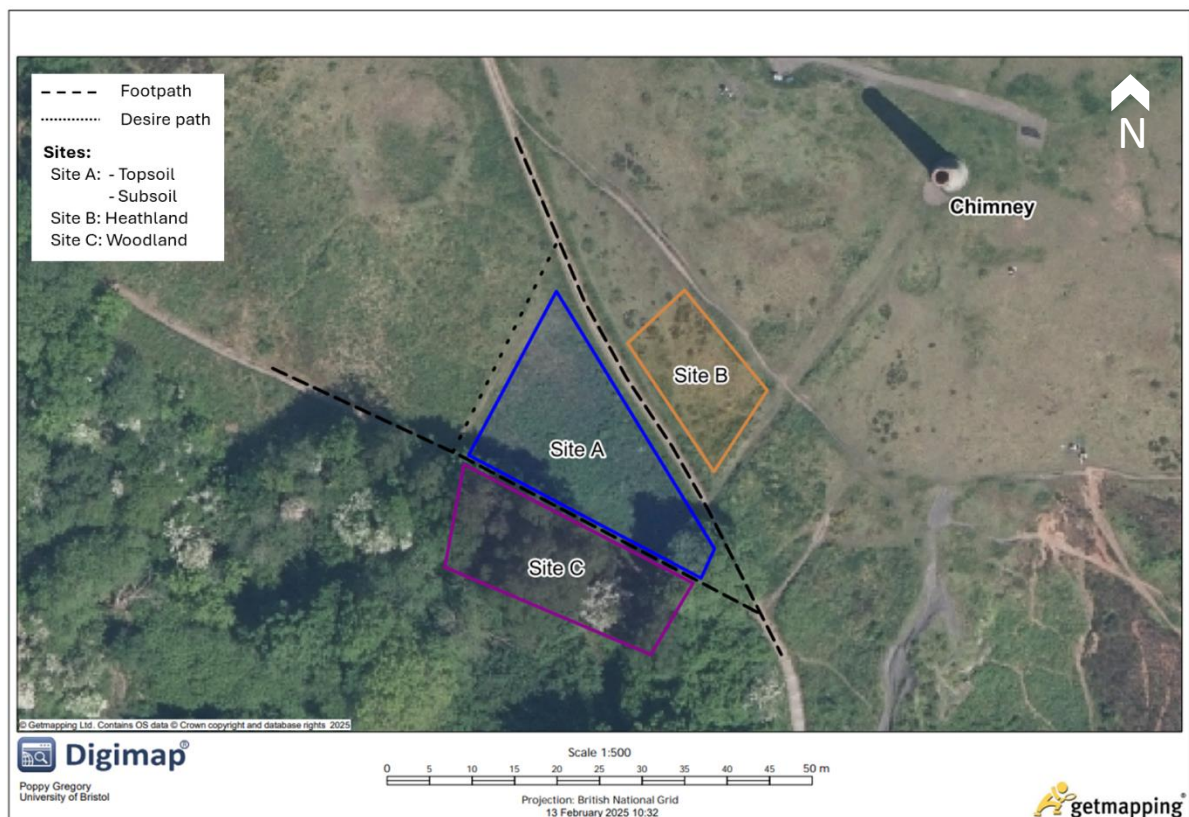 Footpath
Desire path
Sites:
Site A: - Topsoil
- Subsoil
Site B: Heathland
Site C: Woodland
N
Chimney
Site B
Site A
Site C
© Getmapping Ltd. Contains OS data © Crown copyright and database rights 2025
Digimap®
Poppy Gregory
University of Bristol
Scale 1:500
0 5 10 15 20 25 30 35 40 45 50 m
Projection: British National Grid
13 February 2025 10:32
getmapping®